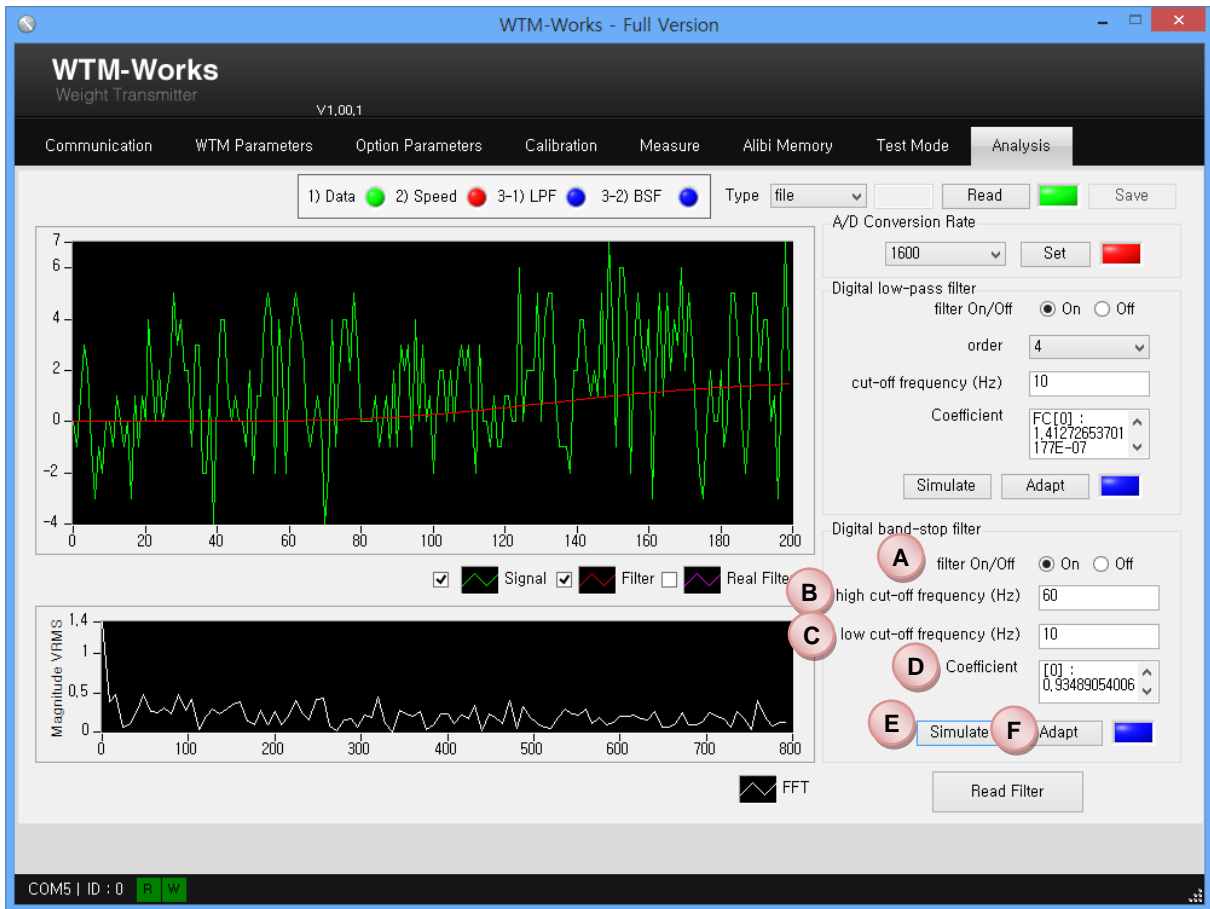 WTM-Works - Full Version
WTM-Works
Weight Transmitter
V1,00,1
Communication WTM Parameters Option Parameters Calibration Measure Alibi Memory Test Mode Analysis
1) Data 2) Speed 3-1) LPF 3-2) BSF
Type file Read Save
A/D Conversion Rate
1600 Set
Digital low-pass filter
filter On/Off On Off
order 4
cut-off frequency (Hz) 10
Coefficient FC[0] :
1,41272653701
177E-07
Simulate Adapt
7
6
4
2
0
-2
-4
0 20 40 60 80 100 120 140 160 180 200
Signal Filter Real Filter
Digital band-stop filter
A filter On/Off On Off
B high cut-off frequency (Hz) 60
C low cut-off frequency (Hz) 10
D Coefficient [0] :
0,93489054006
E Simulate F Adapt
Magnitude VRMS
1,4
1
0,5
0
0 100 200 300 400 500 600 700 800
FFT
Read Filter
COM5 | ID : 0 R W